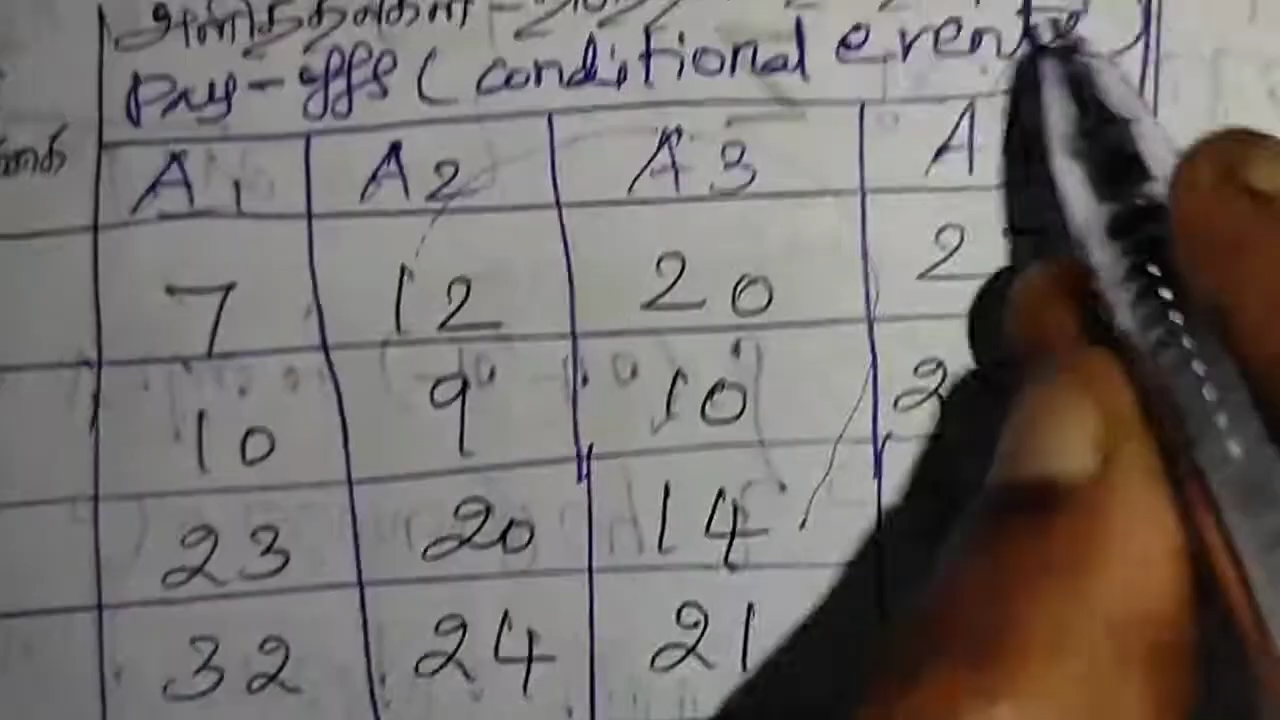 Pay-offs (conditional events)
A1 A2 A3 A
7 12 20 2
10 9 10 2
23 20 14
32 24 21